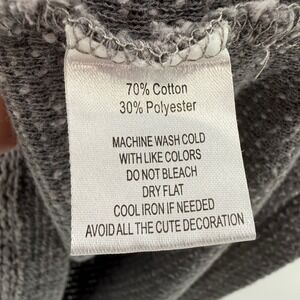 70% Cotton
30% Polyester
MACHINE WASH COLD
WITH LIKE COLORS
DO NOT BLEACH
DRY FLAT
COOL IRON IF NEEDED
AVOID ALL THE CUTE DECORATION